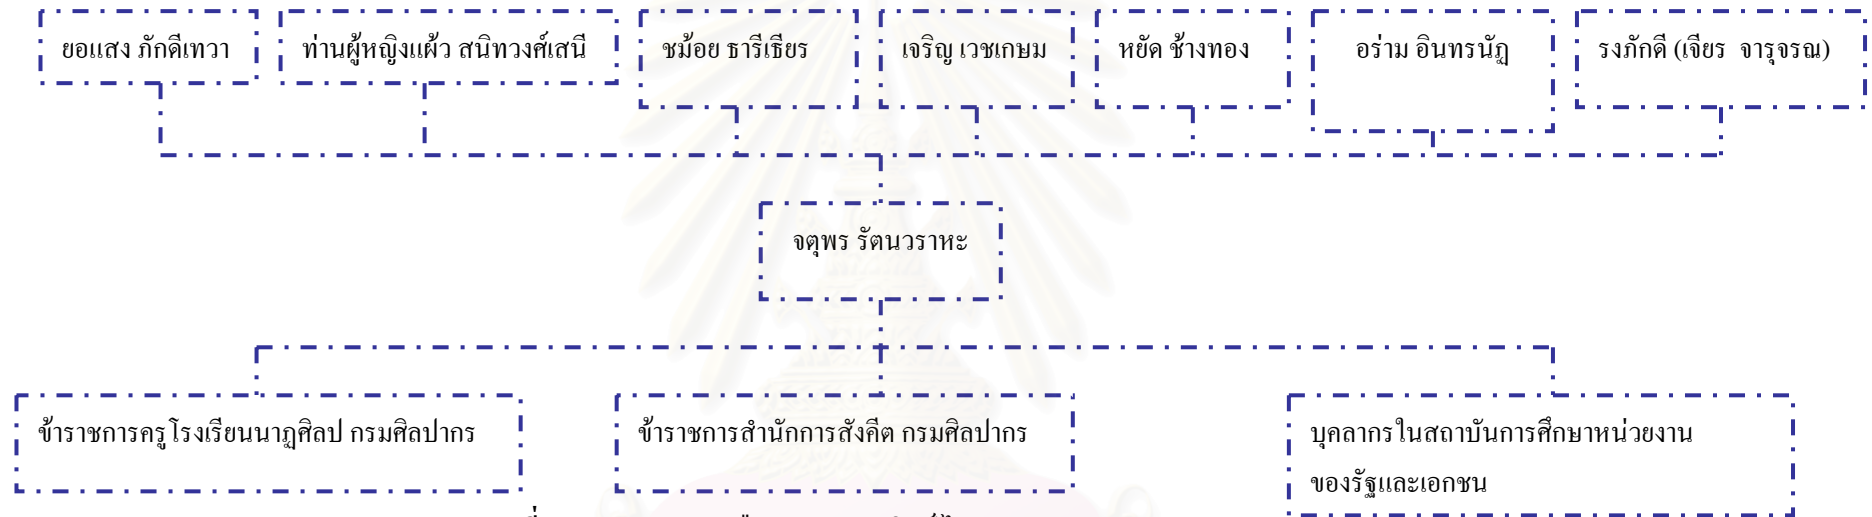 ยอแสง ภักดีเทวา
ท่านผู้หญิงแผ้ว สนิทวงศ์เสนี
ชม้อย ธารีเธียร
เจริญ เวชเกษม
หยัด ช้างทอง
อร่าม อินทรนัฏ
รงภักดี (เจียร จารุจรณ)
จตุพร รัตนวราหะ
ข้าราชการครูโรงเรียนนาฏศิลป กรมศิลปากร
ข้าราชการสำนักการสังคีต กรมศิลปากร
บุคลากรในสถาบันการศึกษาหน่วยงาน
ของรัฐและเอกชน